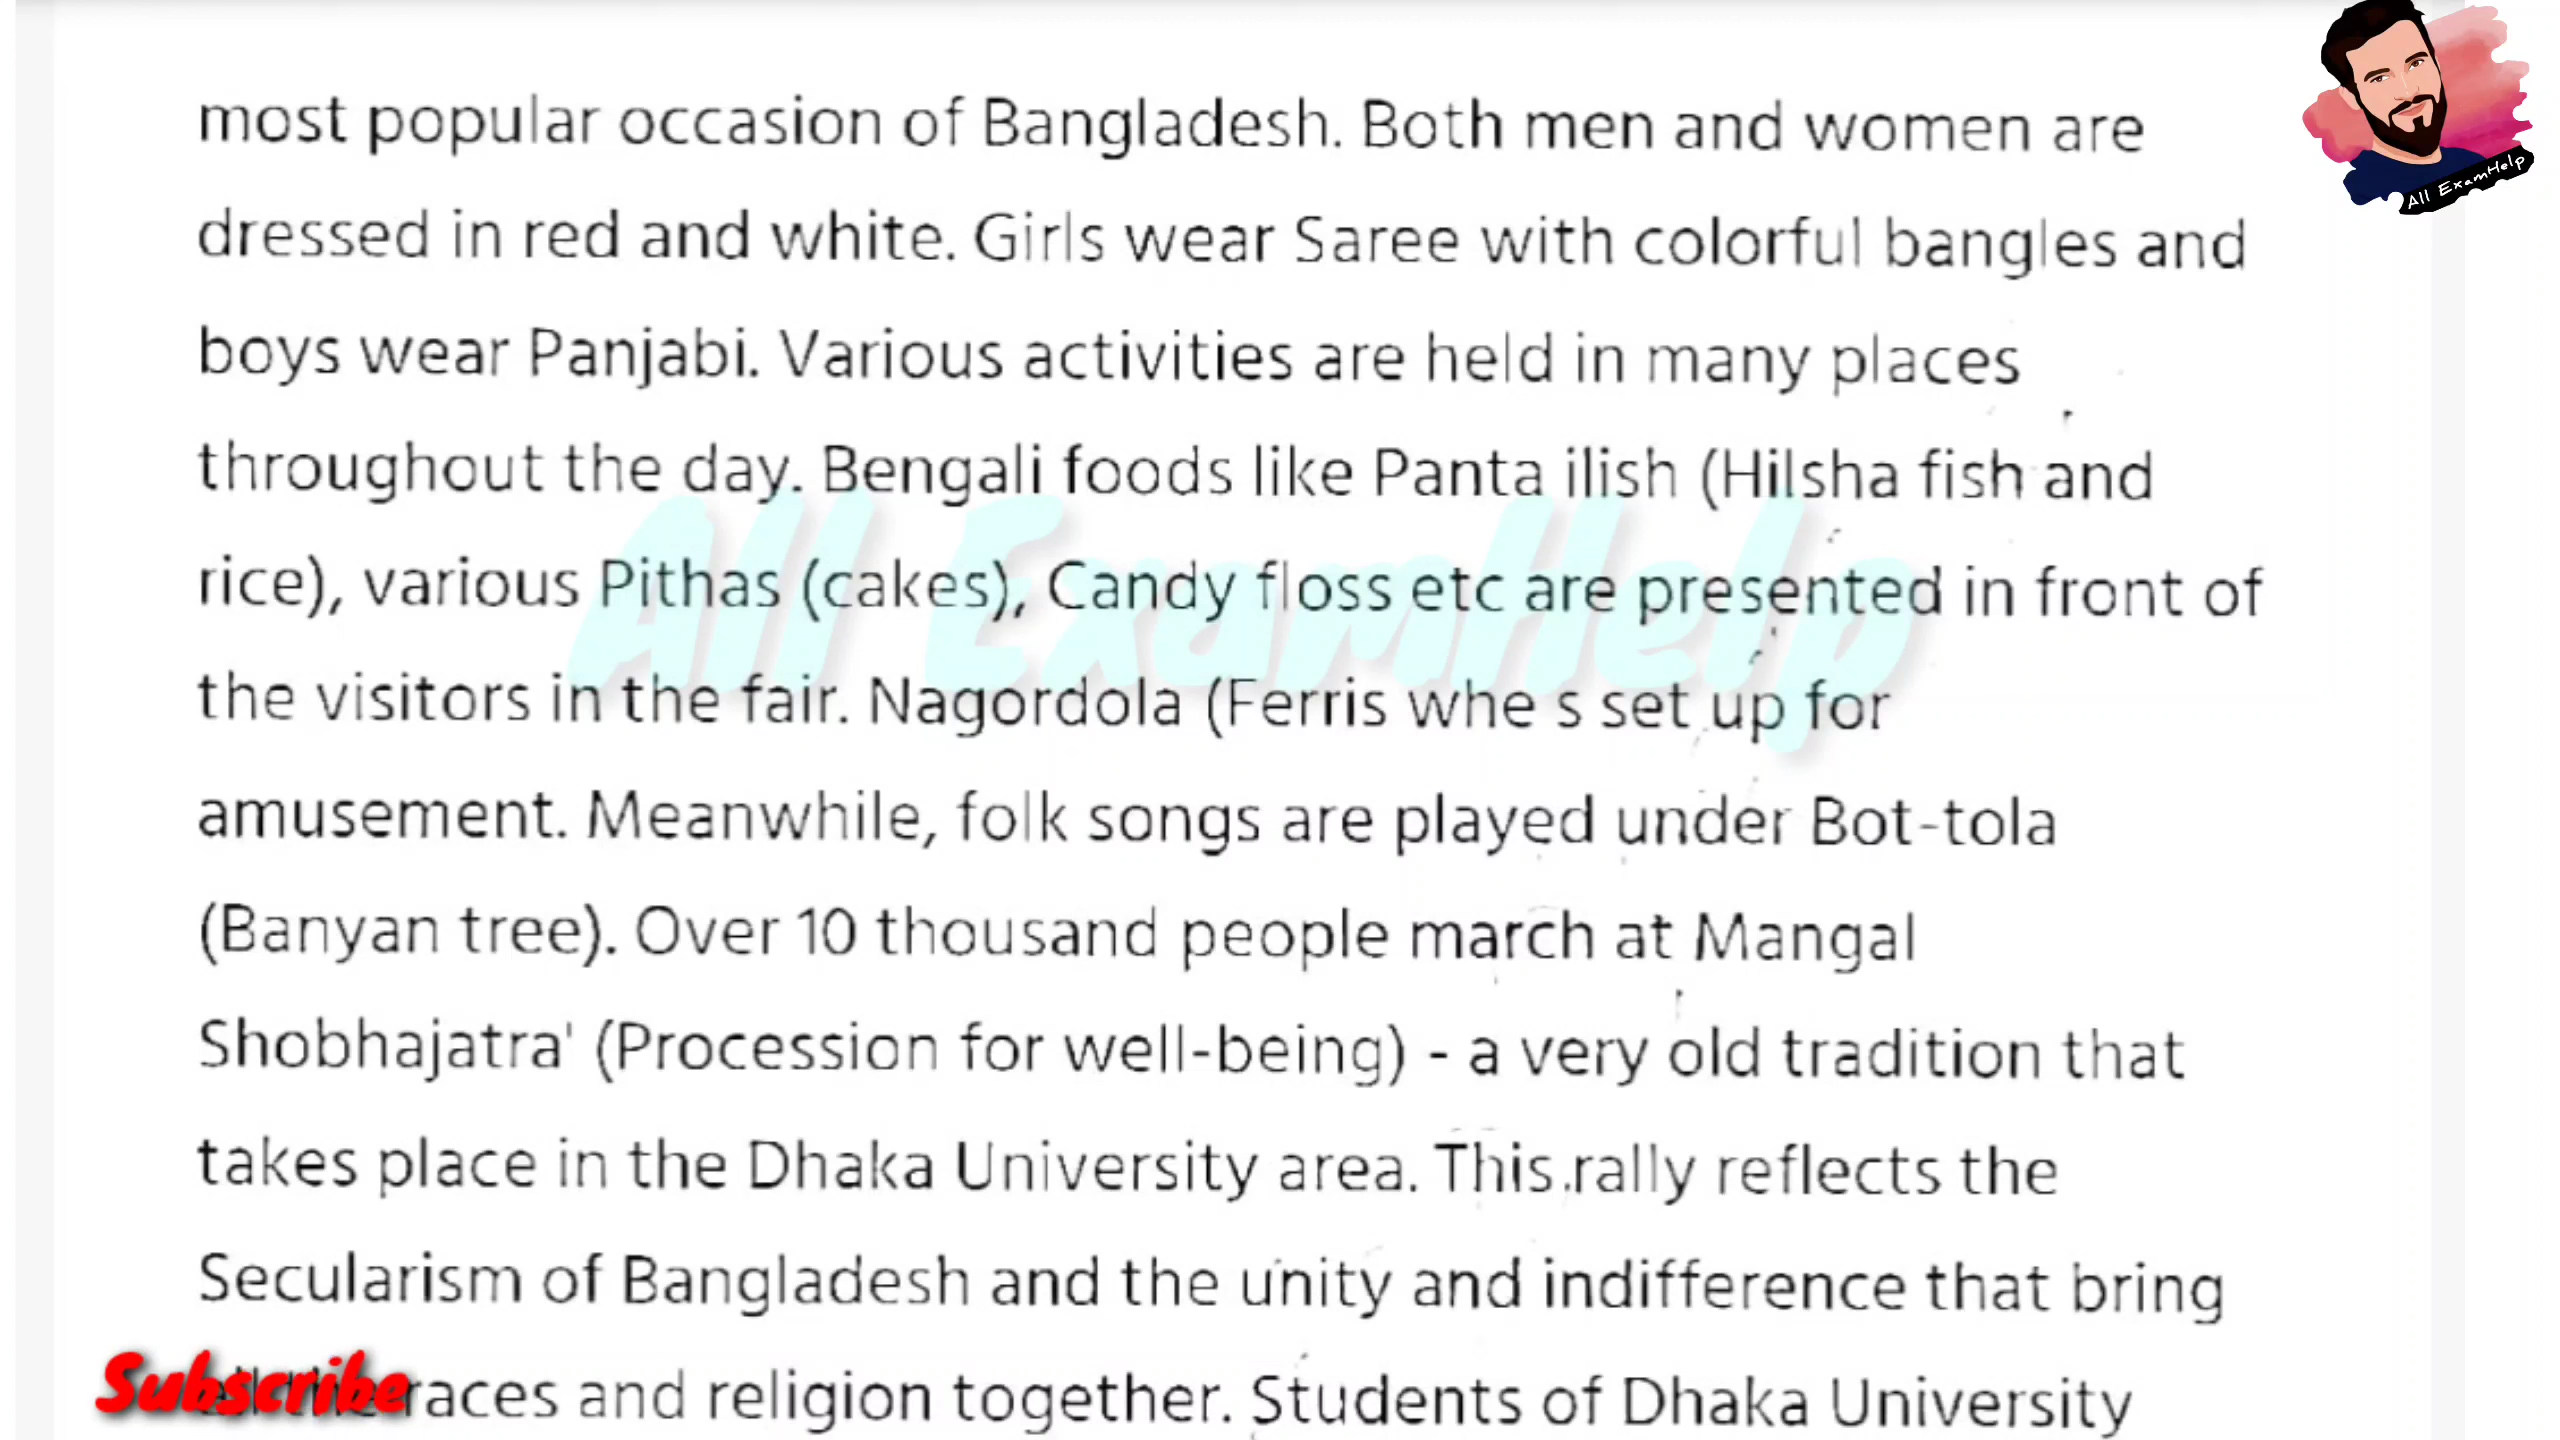 most popular occasion of Bangladesh. Both men and women are
dressed in red and white. Girls wear Saree with colorful bangles and
boys wear Panjabi. Various activities are held in many places
throughout the day. Bengali foods like Panta ilish (Hilsha fish and
rice), various Pithas (cakes), Candy floss etc are presented in front of
the visitors in the fair. Nagordola (Ferris whe s set up for
amusement. Meanwhile, folk songs are played under Bot-tola
(Banyan tree). Over 10 thousand people march at Mangal
Shobhajatra' (Procession for well-being) - a very old tradition that
takes place in the Dhaka University area. This rally reflects the
Secularism of Bangladesh and the unity and indifference that bring
races and religion together. Students of Dhaka University
All ExamHelp
All ExamHelp
Subscribe